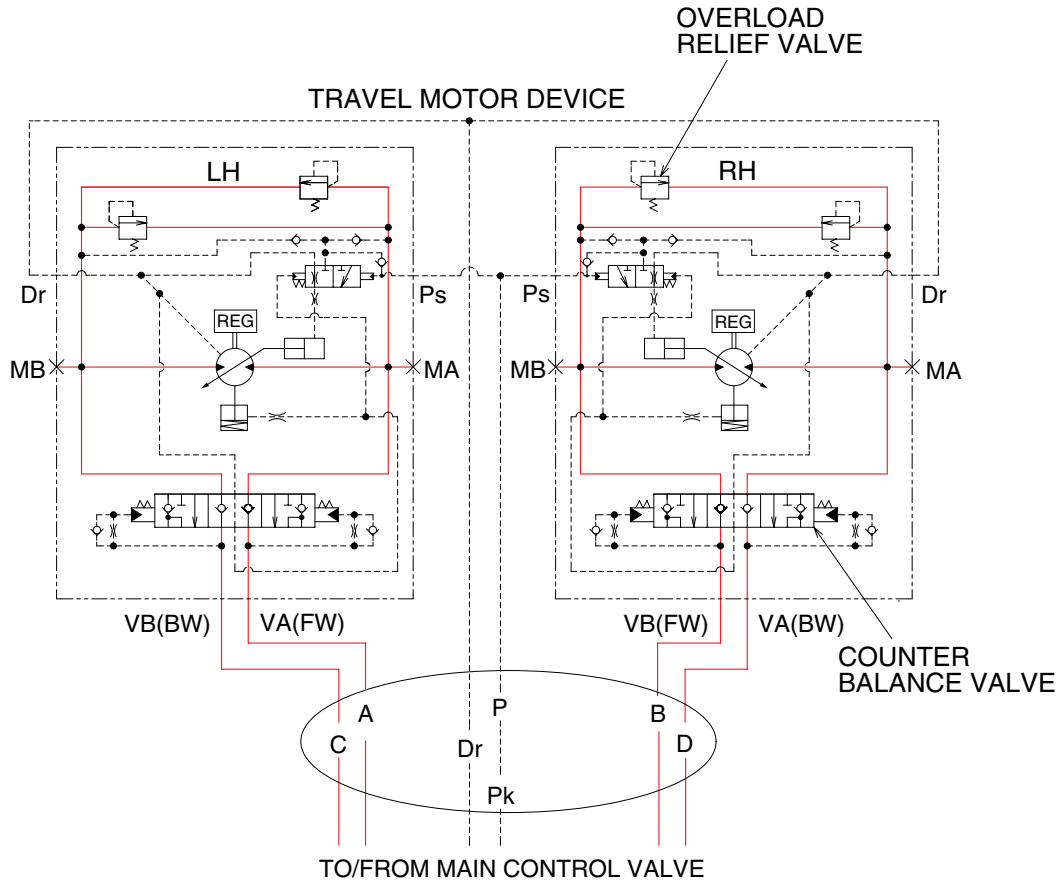 OVERLOAD
RELIEF VALVE
TRAVEL MOTOR DEVICE
LH
RH
Dr
Ps
Ps
Dr
REG
REG
MB
MA
MB
MA
VB(BW)
VA(FW)
VB(FW)
VA(BW)
COUNTER
BALANCE VALVE
A
P
B
C
Dr
D
Pk
TO/FROM MAIN CONTROL VALVE